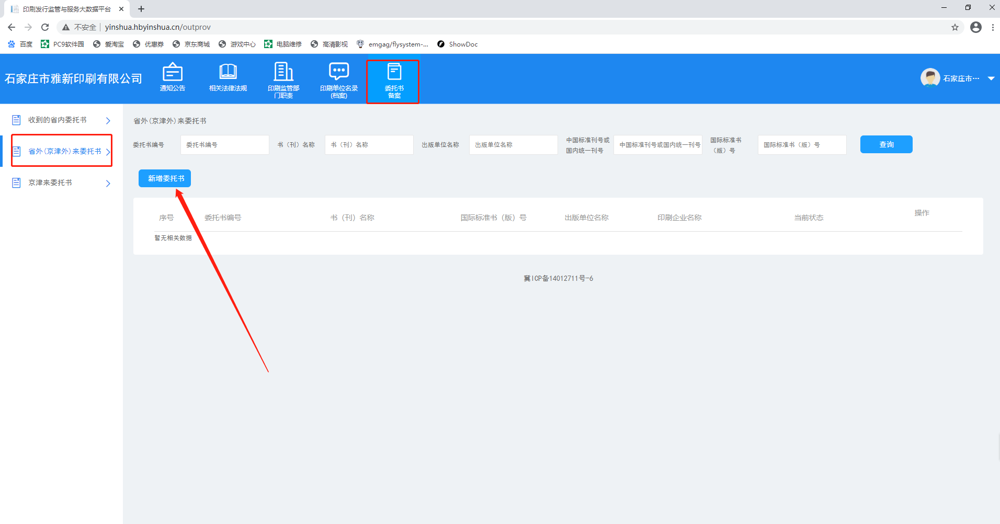 印刷发行监管与服务大数据平台
不安全 yinshua.hbyinshua.cn/outprov
百度 PC9软件园 爱淘宝 优惠券 京东商城 游戏中心 电脑维修 高清影视 emgag/flysystem-... ShowDoc
石家庄市雅新印刷有限公司
通知公告
相关法律法规
印刷监管部
门职责
印刷单位名录
(档案)
委托书
备案
石家庄市···
收到的省内委托书
省外(京津外)来委托书
京津来委托书
省外(京津外)来委托书
委托书编号 委托书编号 书（刊）名称 书（刊）名称 出版单位名称 出版单位名称
中国标准刊号或
国内统一刊号
中国标准刊号或国内统一刊号
国际标准书
（版）号
国际标准书（版）号
查询
新增委托书
序号 委托书编号 书（刊）名称 国际标准书（版）号 出版单位名称 印刷企业名称 当前状态 操作
暂无相关数据
冀ICP备14012711号-6